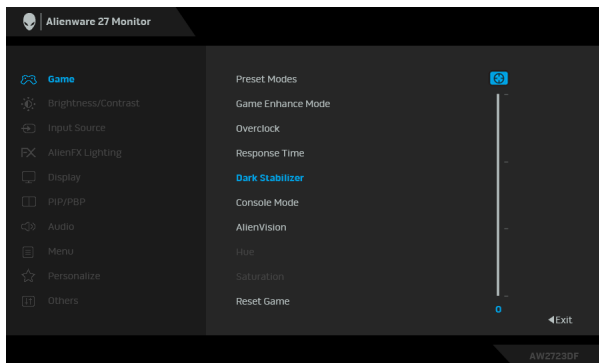 Alienware 27 Monitor
Game
Brightness/Contrast
Input Source
AlienFX Lighting
Display
PIP/PBP
Audio
Menu
Personalize
Others
Preset Modes
Game Enhance Mode
Overclock
Response Time
Dark Stabilizer
Console Mode
AlienVision
Hue
Saturation
Reset Game
0
Exit
AW2723DF